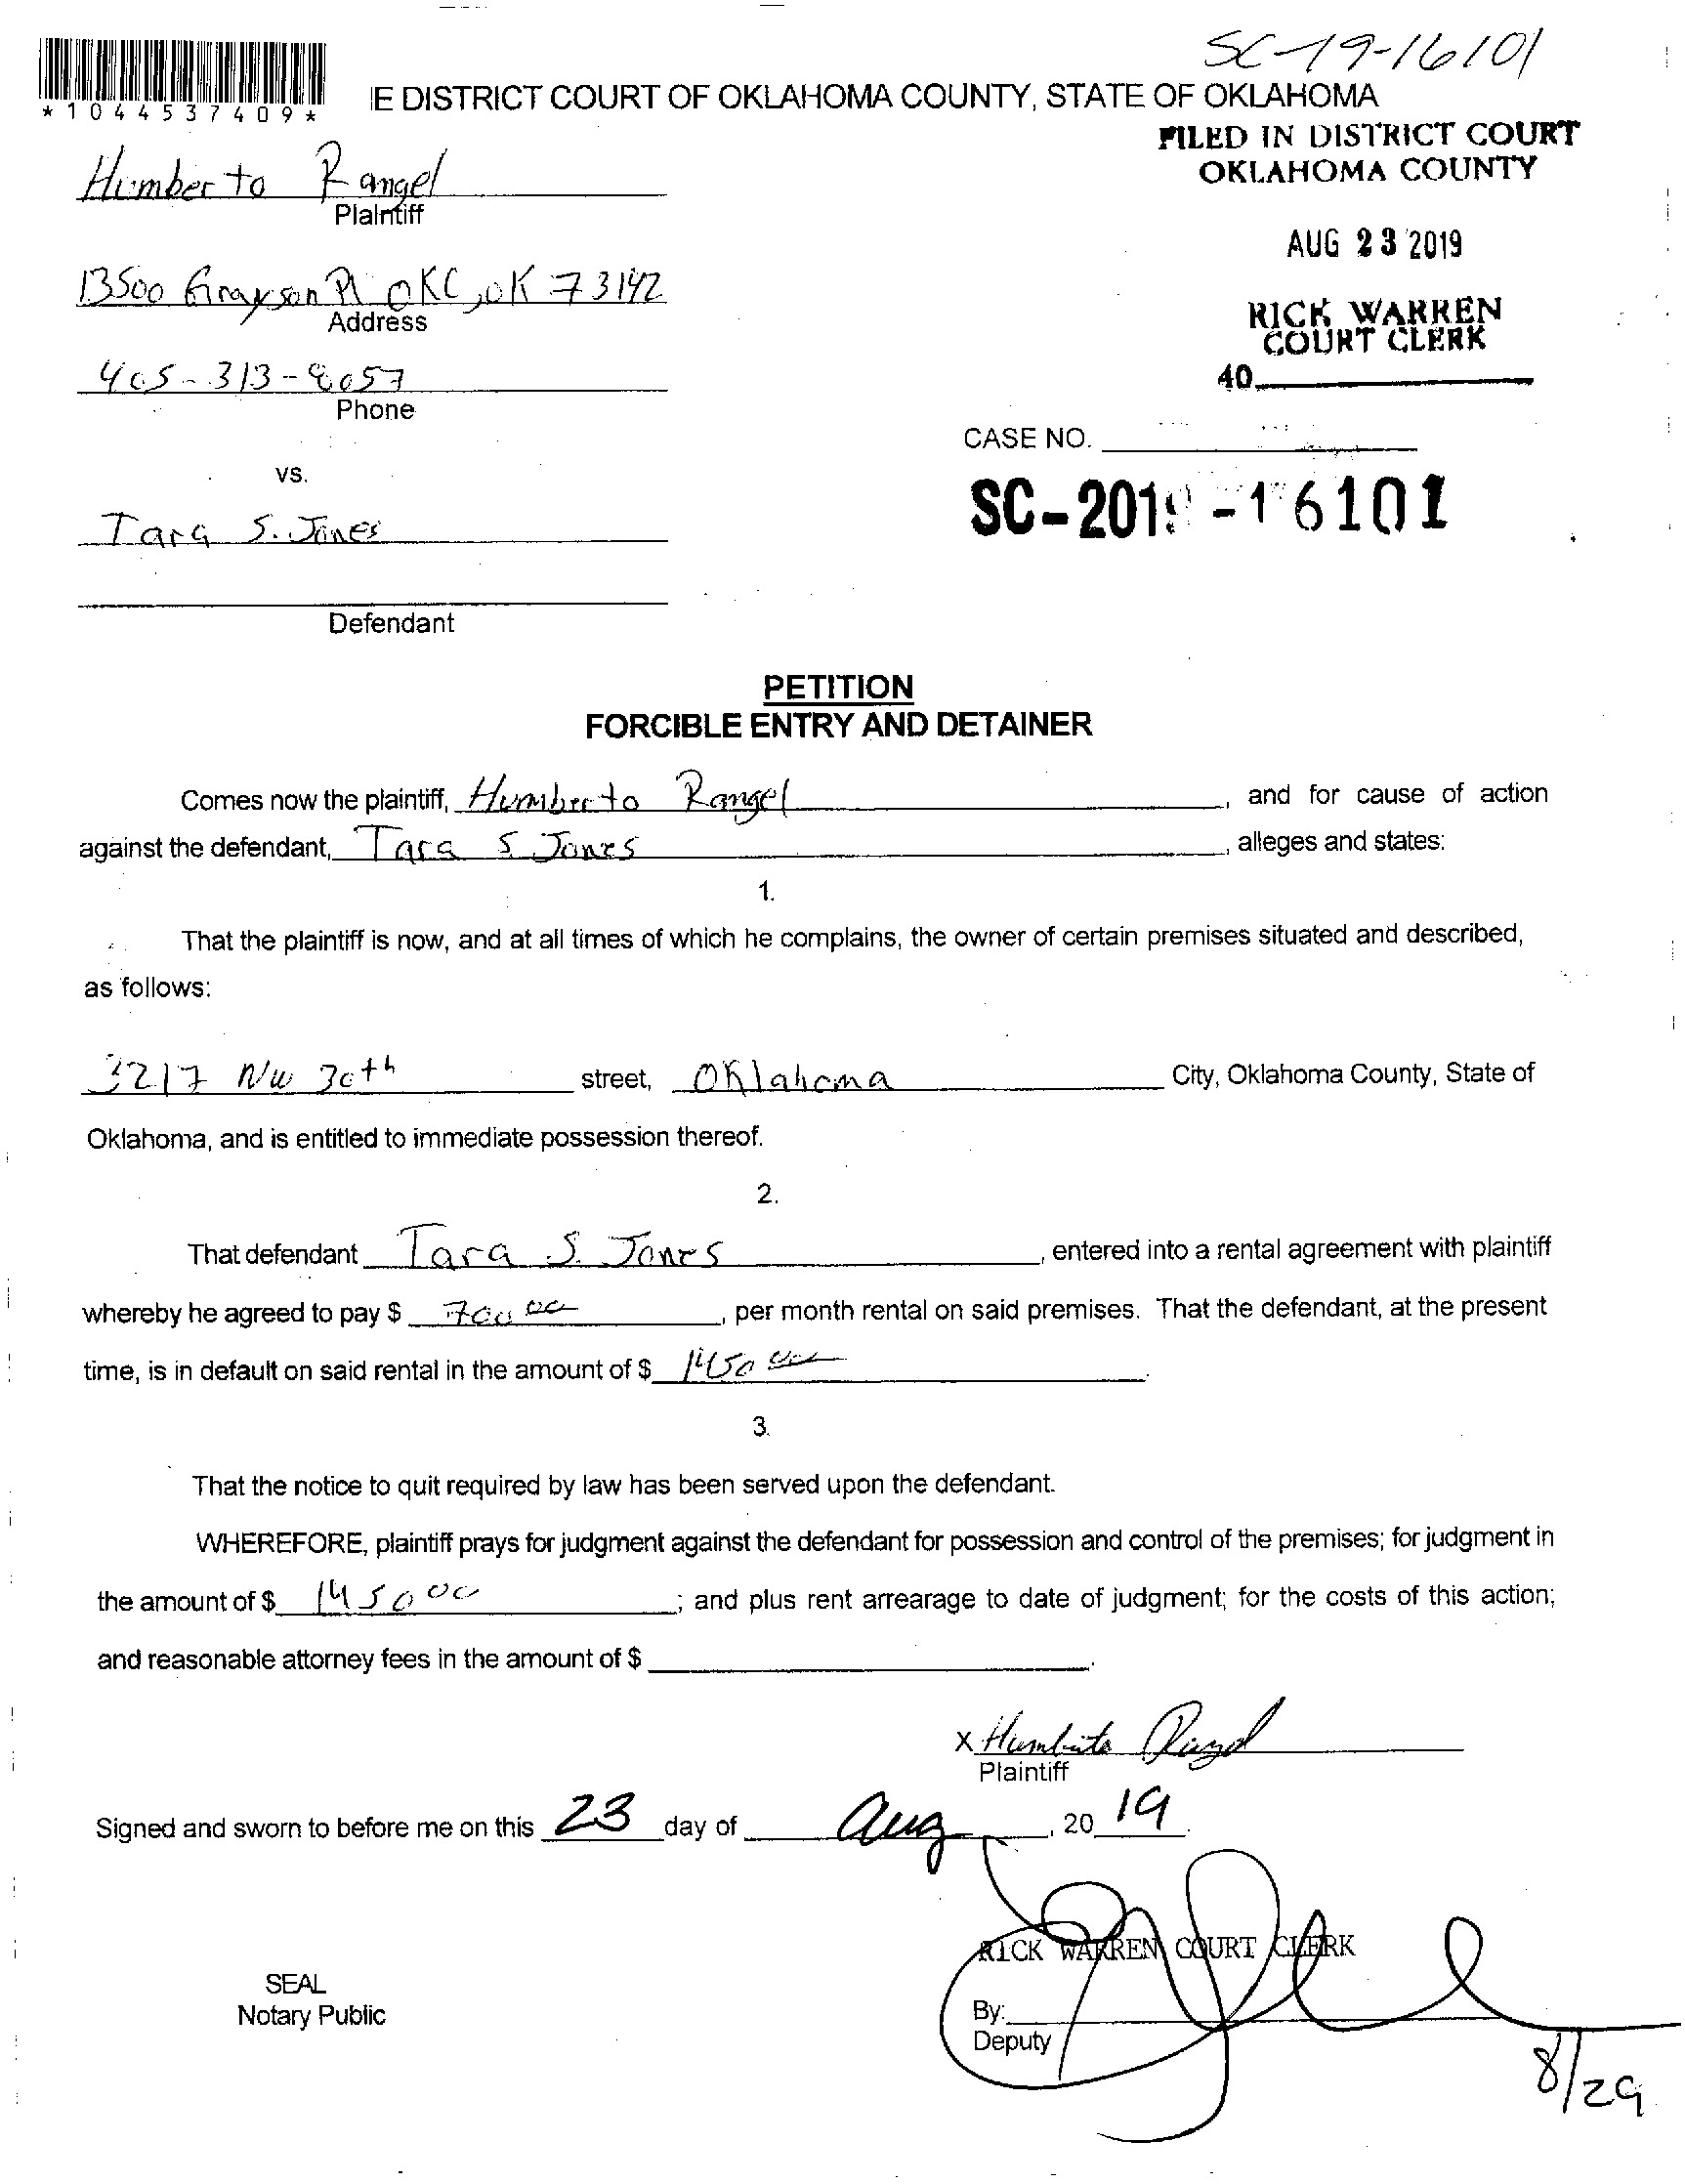 SC-19-16101
*1044537409*
IE DISTRICT COURT OF OKLAHOMA COUNTY, STATE OF OKLAHOMA
FILED IN DISTRICT COURT
OKLAHOMA COUNTY
Humberto Rangel
Plaintiff
AUG 23 2019
13500 Grayson Pl OKC, OK 73142
Address
RICK WARREN
COURT CLERK
405-313-8057
Phone
40
CASE NO.
vs.
SC-2019-16101
Tara S. Jones
Defendant
PETITION
FORCIBLE ENTRY AND DETAINER
Comes now the plaintiff, Humberto Rangel, and for cause of action
against the defendant, Tara S Jones, alleges and states:
1.
That the plaintiff is now, and at all times of which he complains, the owner of certain premises situated and described,
as follows:
3217 NW 30th street, Oklahoma City, Oklahoma County, State of
Oklahoma, and is entitled to immediate possession thereof.
2.
That defendant Tara S. Jones, entered into a rental agreement with plaintiff
whereby he agreed to pay $ 700 00, per month rental on said premises. That the defendant, at the present
time, is in default on said rental in the amount of $ 1450 00.
3.
That the notice to quit required by law has been served upon the defendant.
WHEREFORE, plaintiff prays for judgment against the defendant for possession and control of the premises; for judgment in
the amount of $ 1450 00; and plus rent arrearage to date of judgment; for the costs of this action;
and reasonable attorney fees in the amount of $ .
x Humberto Rangel
Plaintiff
Signed and sworn to before me on this 23 day of Aug, 2019.
RICK WARREN COURT CLERK
SEAL
Notary Public
By:
Deputy
8/29